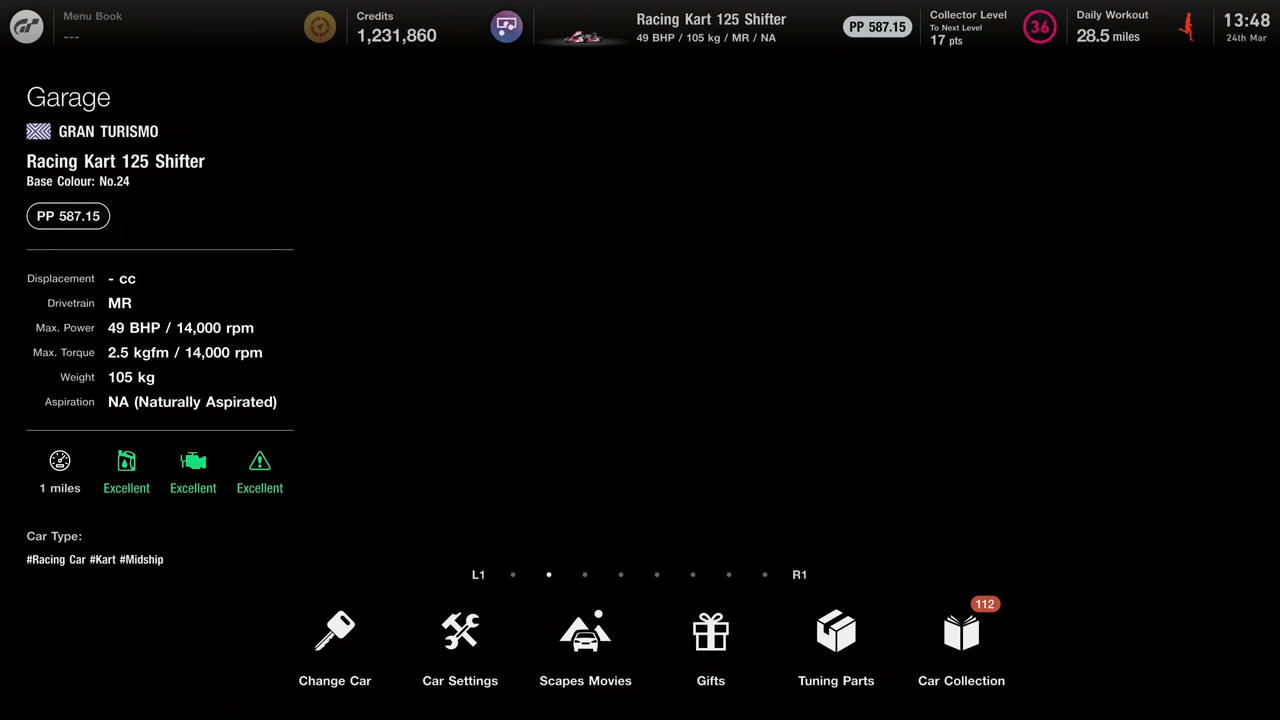 Menu Book
---
Credits
1,231,860
Racing Kart 125 Shifter
49 BHP / 105 kg / MR / NA
PP 587.15
Collector Level
To Next Level
17 pts
36
Daily Workout
28.5 miles
13:48
24th Mar
Garage
GRAN TURISMO
Racing Kart 125 Shifter
Base Colour: No.24
PP 587.15
Displacement - cc
Drivetrain MR
Max. Power 49 BHP / 14,000 rpm
Max. Torque 2.5 kgfm / 14,000 rpm
Weight 105 kg
Aspiration NA (Naturally Aspirated)
1 miles Excellent Excellent Excellent
Car Type:
#Racing Car #Kart #Midship
L1 R1
112
Change Car Car Settings Scapes Movies Gifts Tuning Parts Car Collection